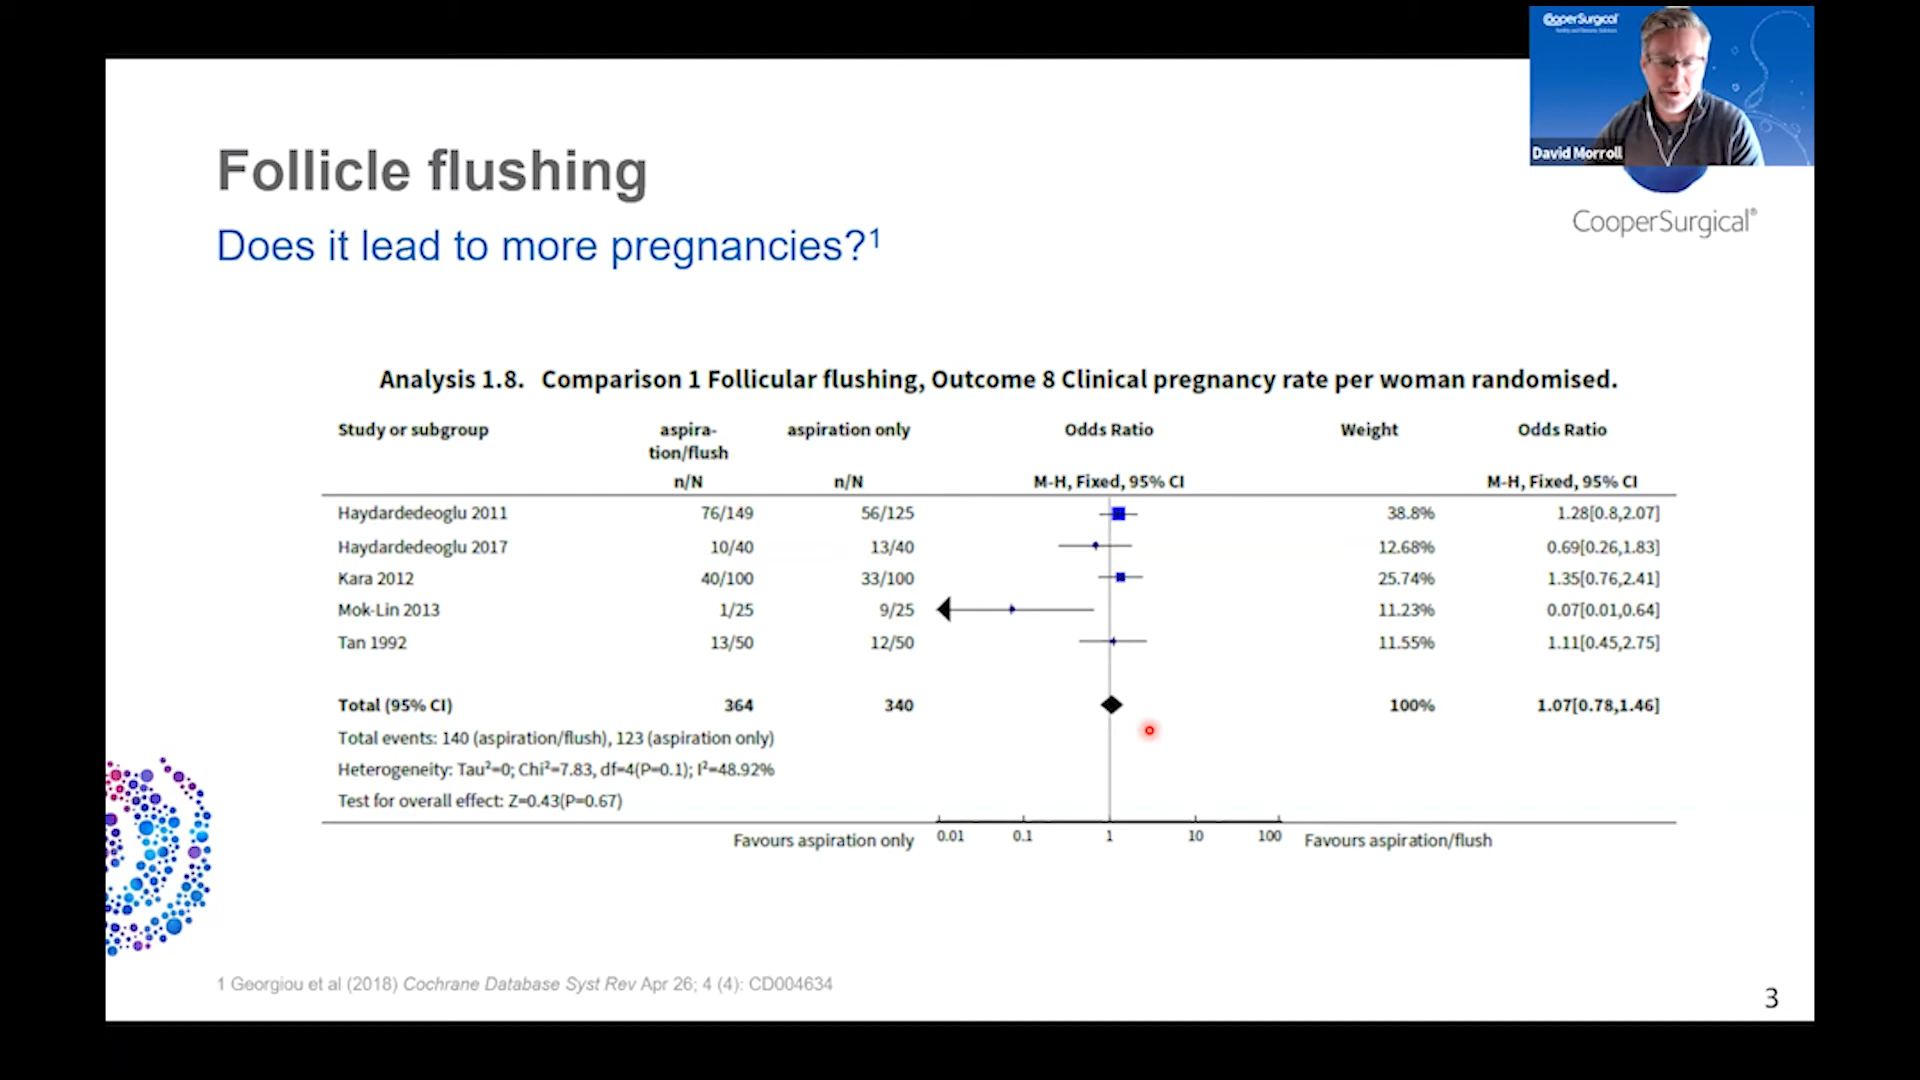 CooperSurgical
David Morroll
CooperSurgical®
Follicle flushing
Does it lead to more pregnancies?1
Analysis 1.8. Comparison 1 Follicular flushing, Outcome 8 Clinical pregnancy rate per woman randomised.
Study or subgroup aspira- aspiration only Odds Ratio Weight Odds Ratio
tion/flush
n/N n/N M-H, Fixed, 95% CI M-H, Fixed, 95% CI
Haydardedeoglu 2011 76/149 56/125 38.8% 1.28[0.8,2.07]
Haydardedeoglu 2017 10/40 13/40 12.68% 0.69[0.26,1.83]
Kara 2012 40/100 33/100 25.74% 1.35[0.76,2.41]
Mok-Lin 2013 1/25 9/25 11.23% 0.07[0.01,0.64]
Tan 1992 13/50 12/50 11.55% 1.11[0.45,2.75]
Total (95% CI) 364 340 100% 1.07[0.78,1.46]
Total events: 140 (aspiration/flush), 123 (aspiration only)
Heterogeneity: Tau²=0; Chi²=7.83, df=4(P=0.1); I²=48.92%
Test for overall effect: Z=0.43(P=0.67)
Favours aspiration only 0.01 0.1 1 10 100 Favours aspiration/flush
1 Georgiou et al (2018) Cochrane Database Syst Rev Apr 26; 4 (4): CD004634
3